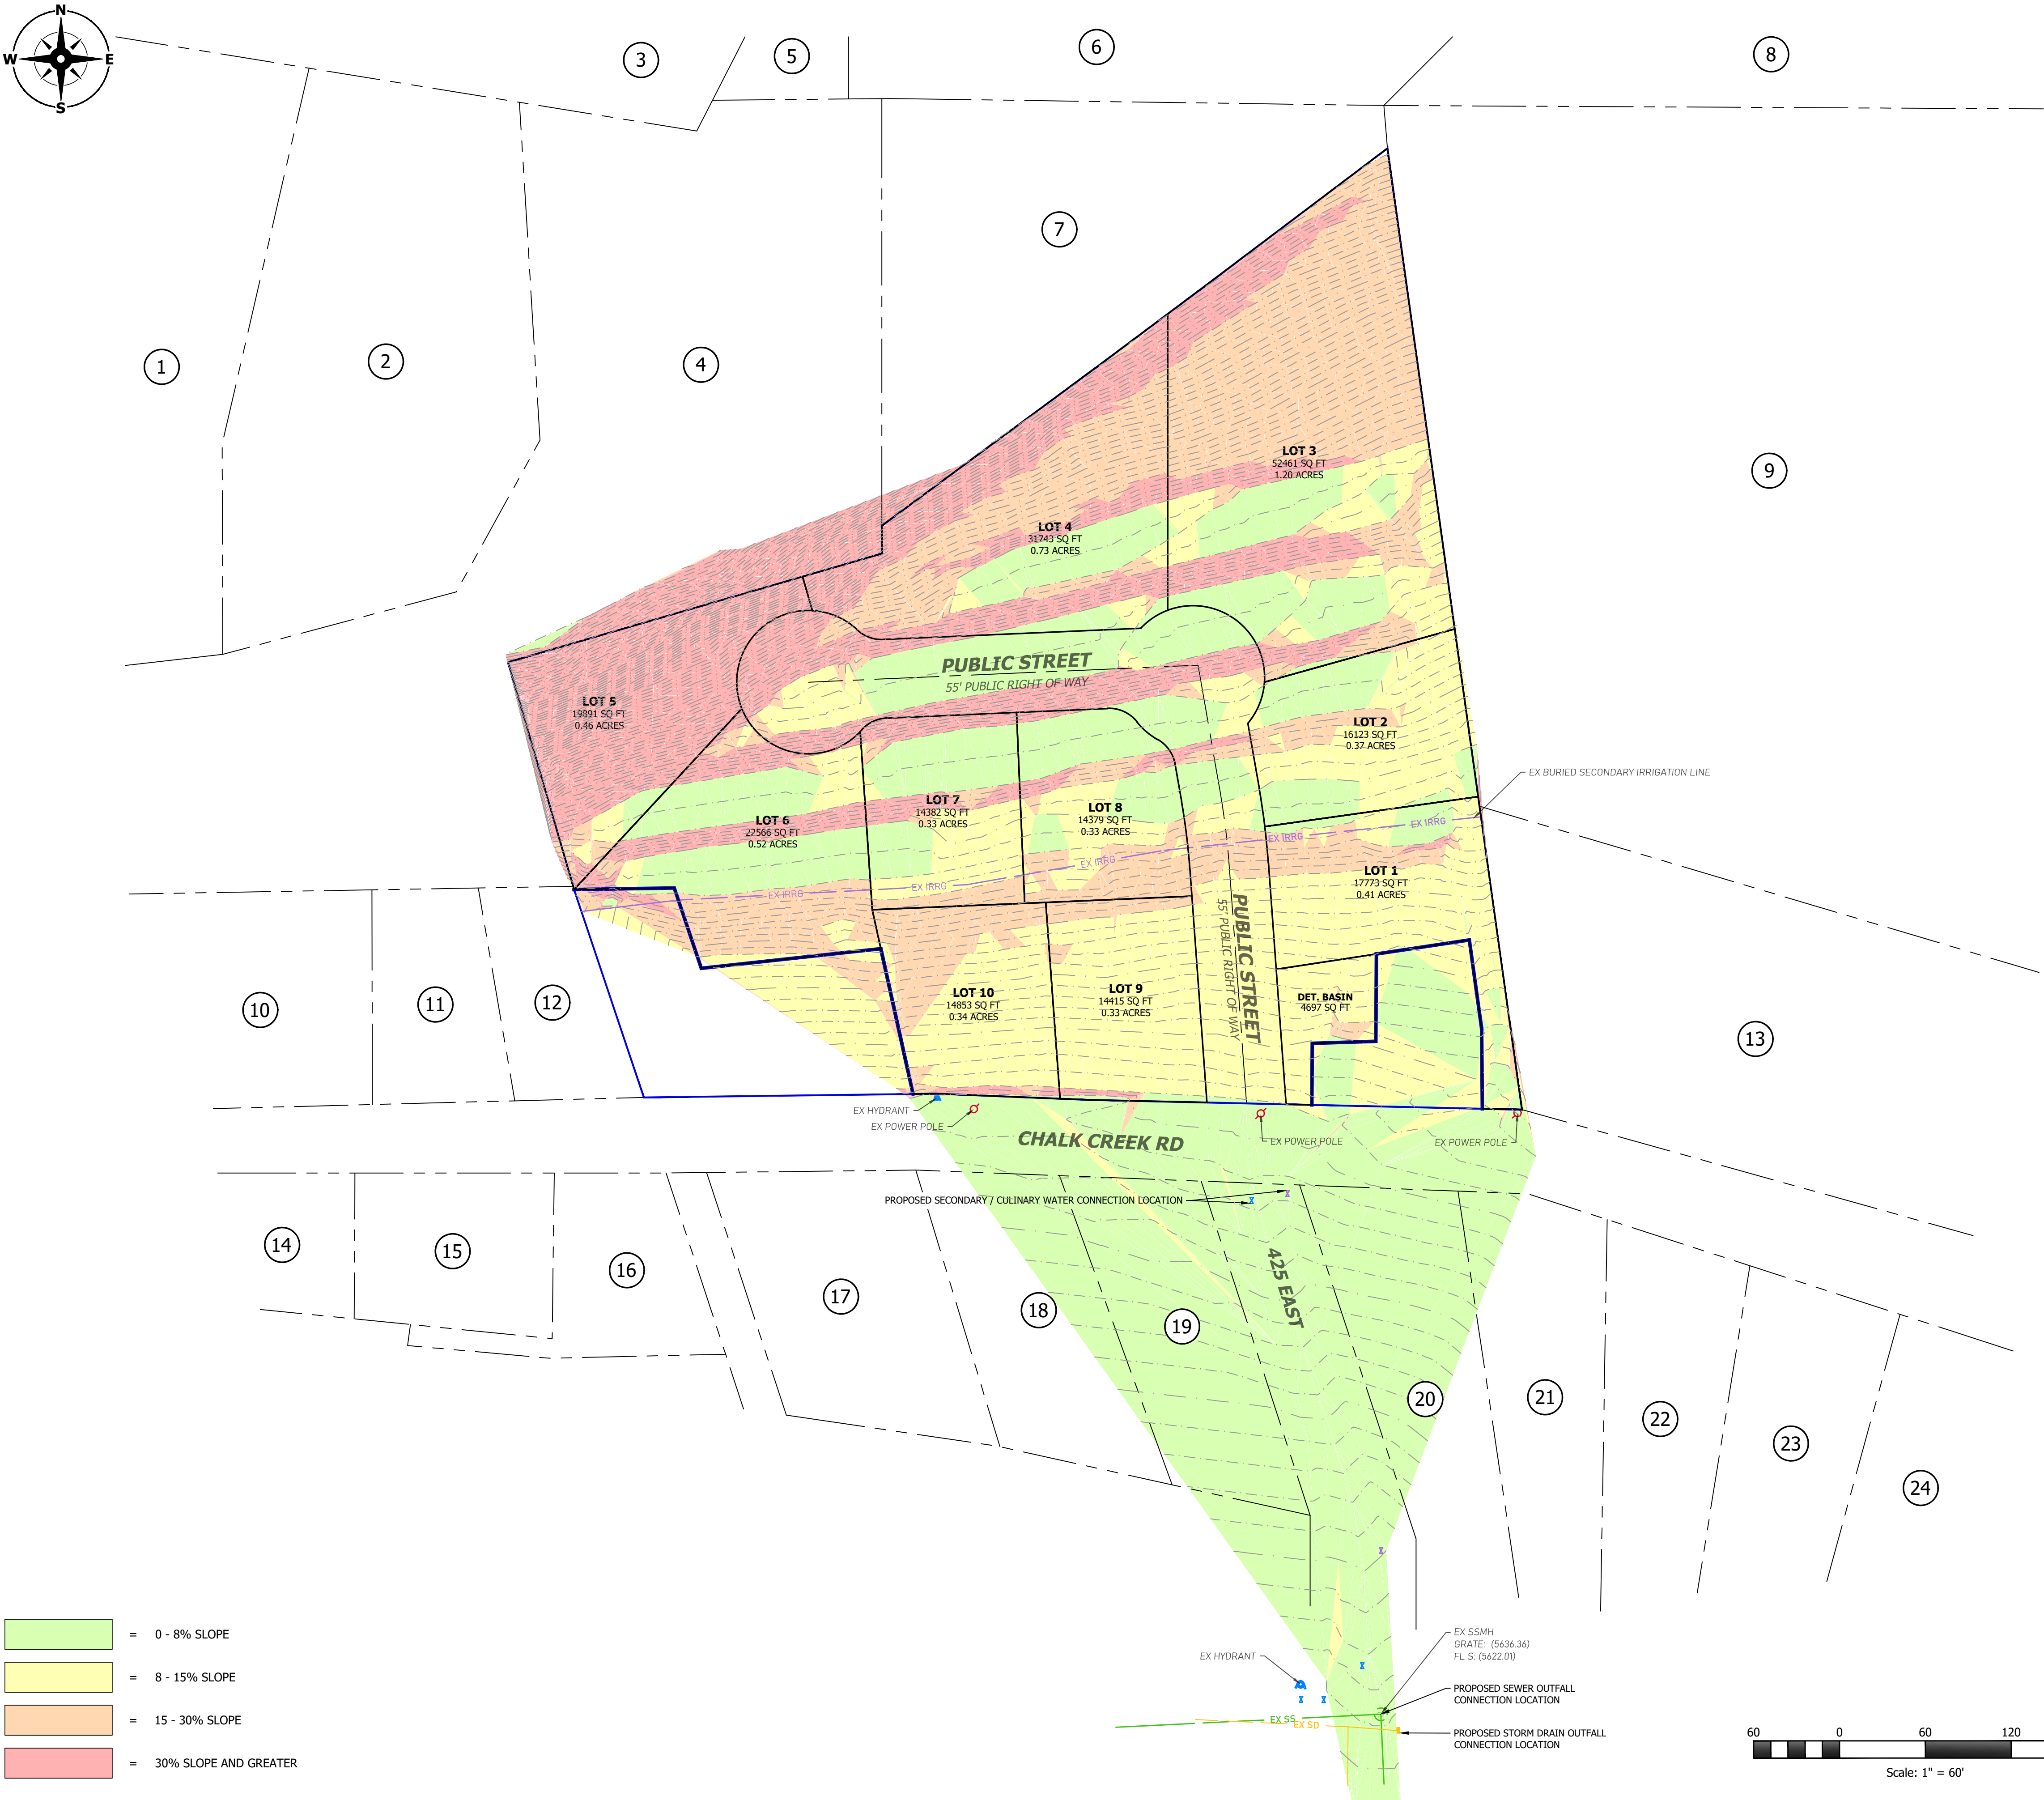 N
W
E
S
3
5
6
8
7
1
2
4
9
LOT 3
52461 SQ FT
1.20 ACRES
LOT 4
31743 SQ FT
0.73 ACRES
PUBLIC STREET
55' PUBLIC RIGHT OF WAY
LOT 5
19891 SQ FT
0.46 ACRES
LOT 2
16123 SQ FT
0.37 ACRES
EX BURIED SECONDARY IRRIGATION LINE
LOT 6
22566 SQ FT
0.52 ACRES
LOT 7
14382 SQ FT
0.33 ACRES
LOT 8
14379 SQ FT
0.33 ACRES
EX IRRG
EX IRRG
EX IRRG
EX IRRG
EX IRRG
LOT 1
17773 SQ FT
0.41 ACRES
PUBLIC STREET
55' PUBLIC RIGHT OF WAY
LOT 10
14853 SQ FT
0.34 ACRES
LOT 9
14415 SQ FT
0.33 ACRES
DET. BASIN
4697 SQ FT
10
11
12
13
EX HYDRANT
EX POWER POLE
CHALK CREEK RD
EX POWER POLE
EX POWER POLE
PROPOSED SECONDARY / CULINARY WATER CONNECTION LOCATION
425 EAST
14
15
16
17
18
19
20
21
22
23
24
= 0 - 8% SLOPE
= 8 - 15% SLOPE
= 15 - 30% SLOPE
= 30% SLOPE AND GREATER
EX HYDRANT
EX SSMH
GRATE: (5636.36)
FL S: (5622.01)
PROPOSED SEWER OUTFALL
CONNECTION LOCATION
EX SS
EX SD
PROPOSED STORM DRAIN OUTFALL
CONNECTION LOCATION
60 0 60 120
Scale: 1" = 60'